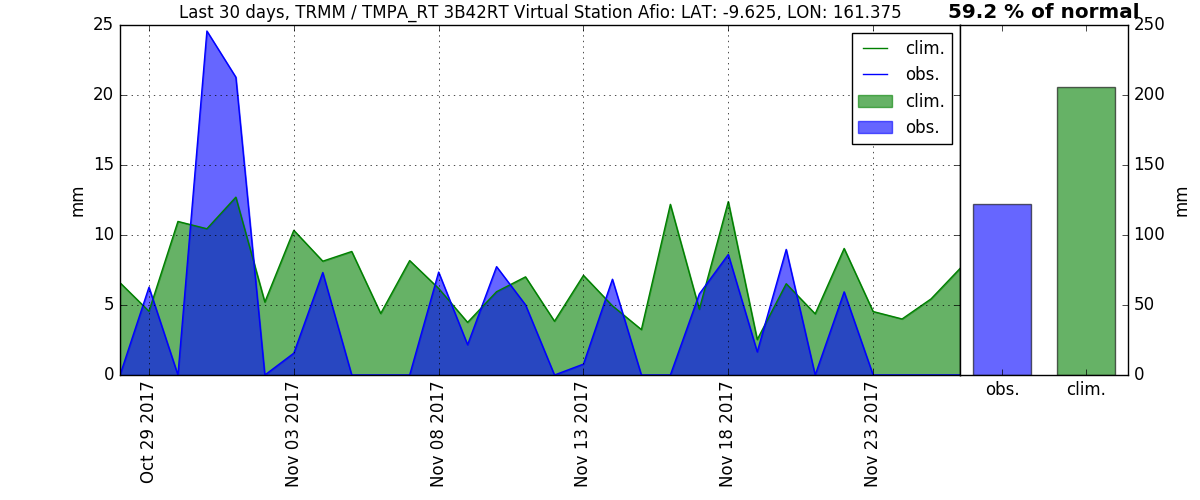 Last 30 days, TRMM / TMPA_RT 3B42RT Virtual Station Afio: LAT: -9.625, LON: 161.375
59.2 % of normal
25
20
15
10
5
0
mm
clim.
obs.
clim.
obs.
Oct 29 2017
Nov 03 2017
Nov 08 2017
Nov 13 2017
Nov 18 2017
Nov 23 2017
250
200
150
100
50
0
mm
obs.
clim.